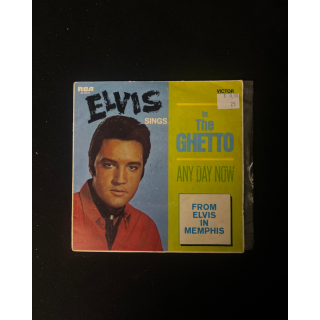 RCA
VICTOR
ELVIS
SINGS
In
The
GHETTO
ANY DAY NOW
FROM
ELVIS
IN
MEMPHIS